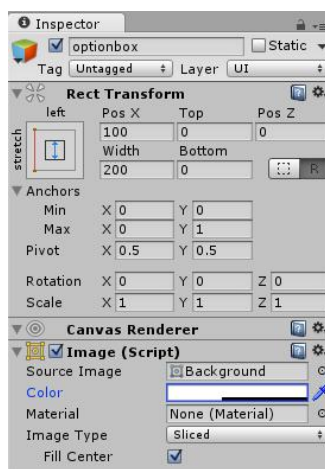 Inspector
optionbox Static
Tag Untagged Layer UI
Rect Transform
left Pos X Top Pos Z
stretch 100 0 0
Width Bottom
200 0 R
Anchors
Min X 0 Y 0
Max X 0 Y 1
Pivot X 0.5 Y 0.5
Rotation X 0 Y 0 Z 0
Scale X 1 Y 1 Z 1
Canvas Renderer
Image (Script)
Source Image Background
Color
Material None (Material)
Image Type Sliced
Fill Center